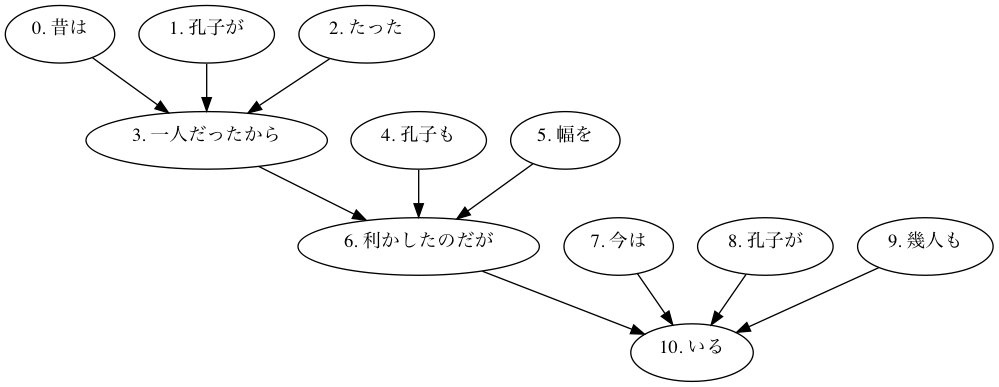 0. 昔は
1. 孔子が
2. たった
3. 一人だったから
4. 孔子も
5. 幅を
6. 利かしたのだが
7. 今は
8. 孔子が
9. 幾人も
10. いる